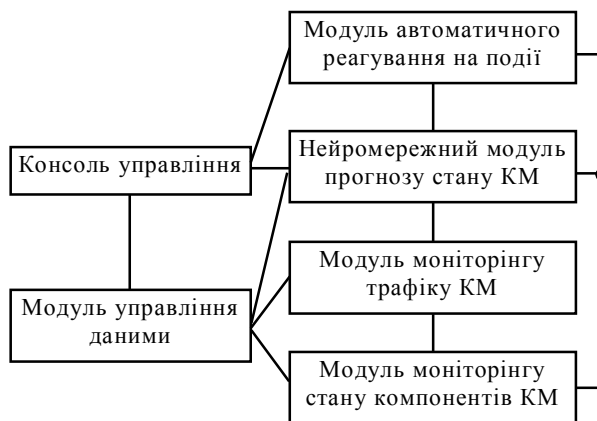 Модуль автоматичного
реагування на події
Консоль управління
Нейромережний модуль
прогнозу стану КМ
Модуль моніторінгу
трафіку КМ
Модуль управління
даними
Модуль моніторінгу
стану компонентів КМ